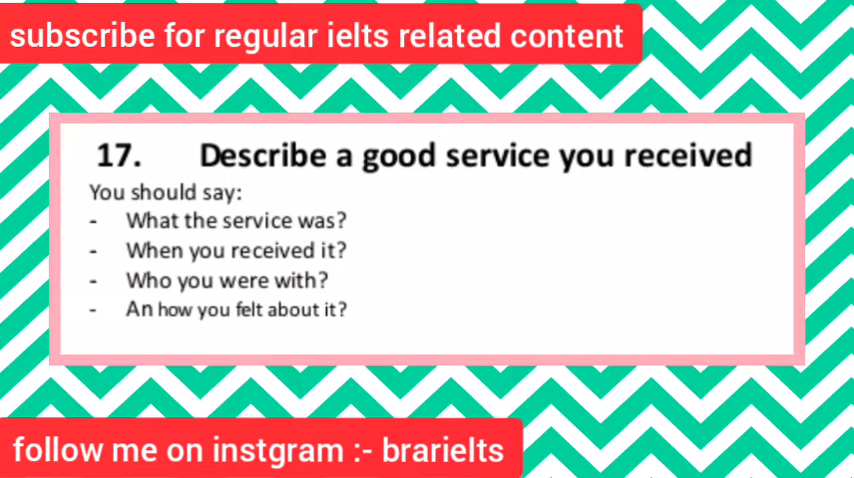 subscribe for regular ielts related content
17. Describe a good service you received
You should say:
- What the service was?
- When you received it?
- Who you were with?
- An how you felt about it?
follow me on instgram :- brarielts